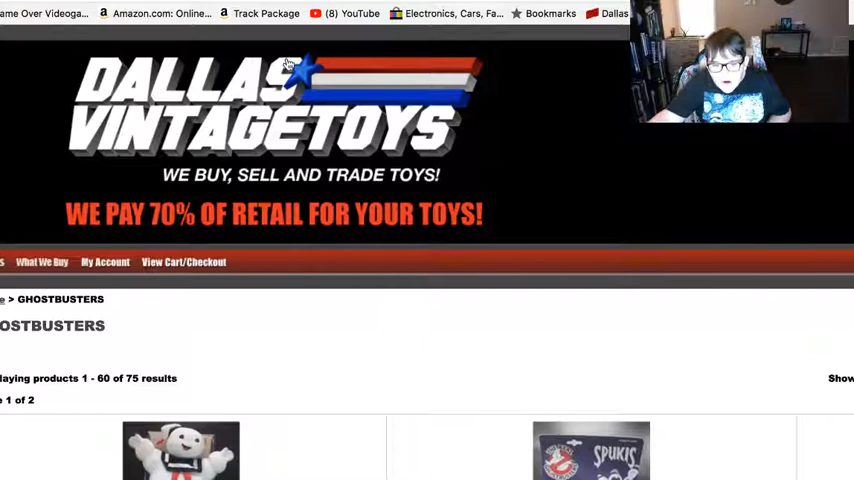 ame Over Videoga... Amazon.com: Online... Track Package (8) YouTube Electronics, Cars, Fa... Bookmarks Dallas
DALLAS
VINTAGETOYS
WE BUY, SELL AND TRADE TOYS!
WE PAY 70% OF RETAIL FOR YOUR TOYS!
S What We Buy My Account View Cart/Checkout
e > GHOSTBUSTERS
OSTBUSTERS
laying products 1 - 60 of 75 results Show
e 1 of 2
SPUKIS